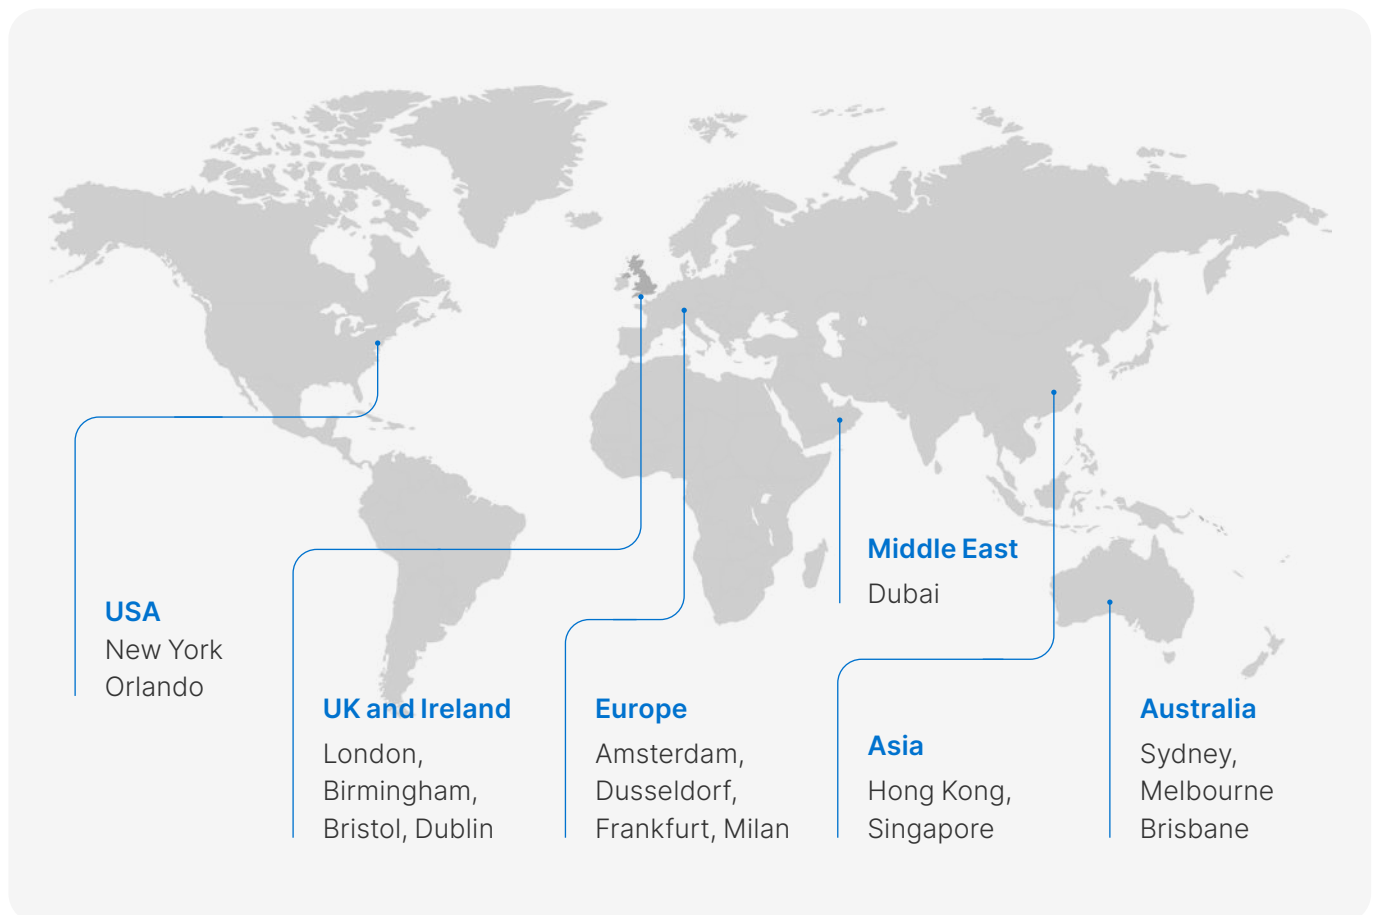 USA
New York
Orlando
UK and Ireland
London,
Birmingham,
Bristol, Dublin
Europe
Amsterdam,
Dusseldorf,
Frankfurt, Milan
Middle East
Dubai
Asia
Hong Kong,
Singapore
Australia
Sydney,
Melbourne
Brisbane